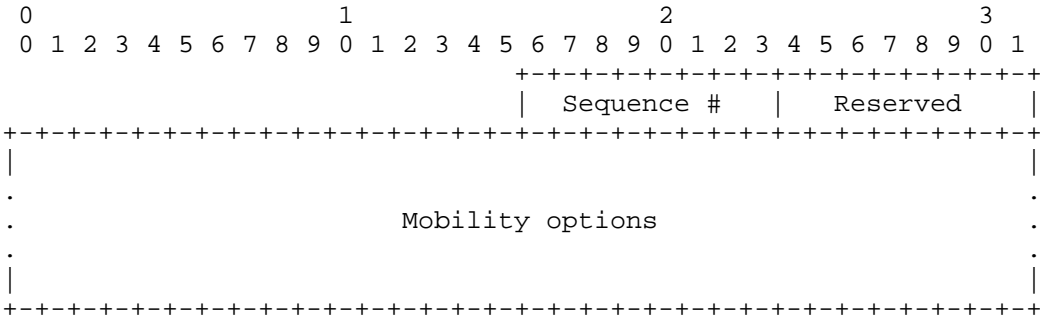 0                   1                   2                   3
 0 1 2 3 4 5 6 7 8 9 0 1 2 3 4 5 6 7 8 9 0 1 2 3 4 5 6 7 8 9 0 1
                                +-+-+-+-+-+-+-+-+-+-+-+-+-+-+-+-+
                                |  Sequence #   |   Reserved    |
+-+-+-+-+-+-+-+-+-+-+-+-+-+-+-+-+-+-+-+-+-+-+-+-+-+-+-+-+-+-+-+-+
|                                                               |
.                                                               .
.                        Mobility options                       .
.                                                               .
|                                                               |
+-+-+-+-+-+-+-+-+-+-+-+-+-+-+-+-+-+-+-+-+-+-+-+-+-+-+-+-+-+-+-+-+